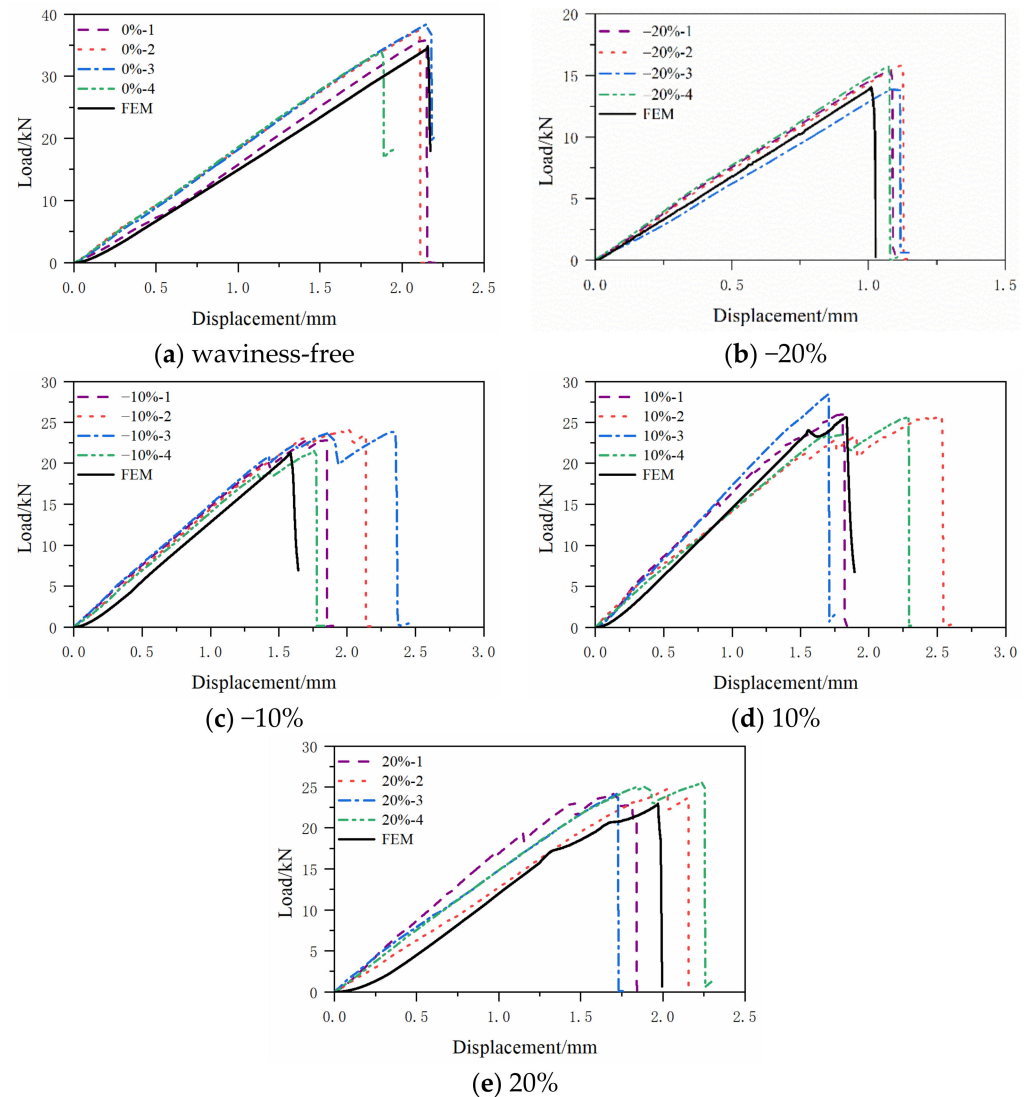 40
35
30
25
20
15
10
5
0
Load/kN
0%-1
0%-2
0%-3
0%-4
FEM
0.0 0.5 1.0 1.5 2.0 2.5
Displacement/mm
(a) waviness-free
20
15
10
5
0
Load/kN
−20%-1
−20%-2
−20%-3
−20%-4
FEM
0.0 0.5 1.0 1.5
Displacement/mm
(b) −20%
30
25
20
15
10
5
0
Load/kN
−10%-1
−10%-2
−10%-3
−10%-4
FEM
0.0 0.5 1.0 1.5 2.0 2.5 3.0
Displacement/mm
(c) −10%
30
25
20
15
10
5
0
Load/kN
10%-1
10%-2
10%-3
10%-4
FEM
0.0 0.5 1.0 1.5 2.0 2.5 3.0
Displacement/mm
(d) 10%
30
25
20
15
10
5
0
Load/kN
20%-1
20%-2
20%-3
20%-4
FEM
0.0 0.5 1.0 1.5 2.0 2.5
Displacement/mm
(e) 20%